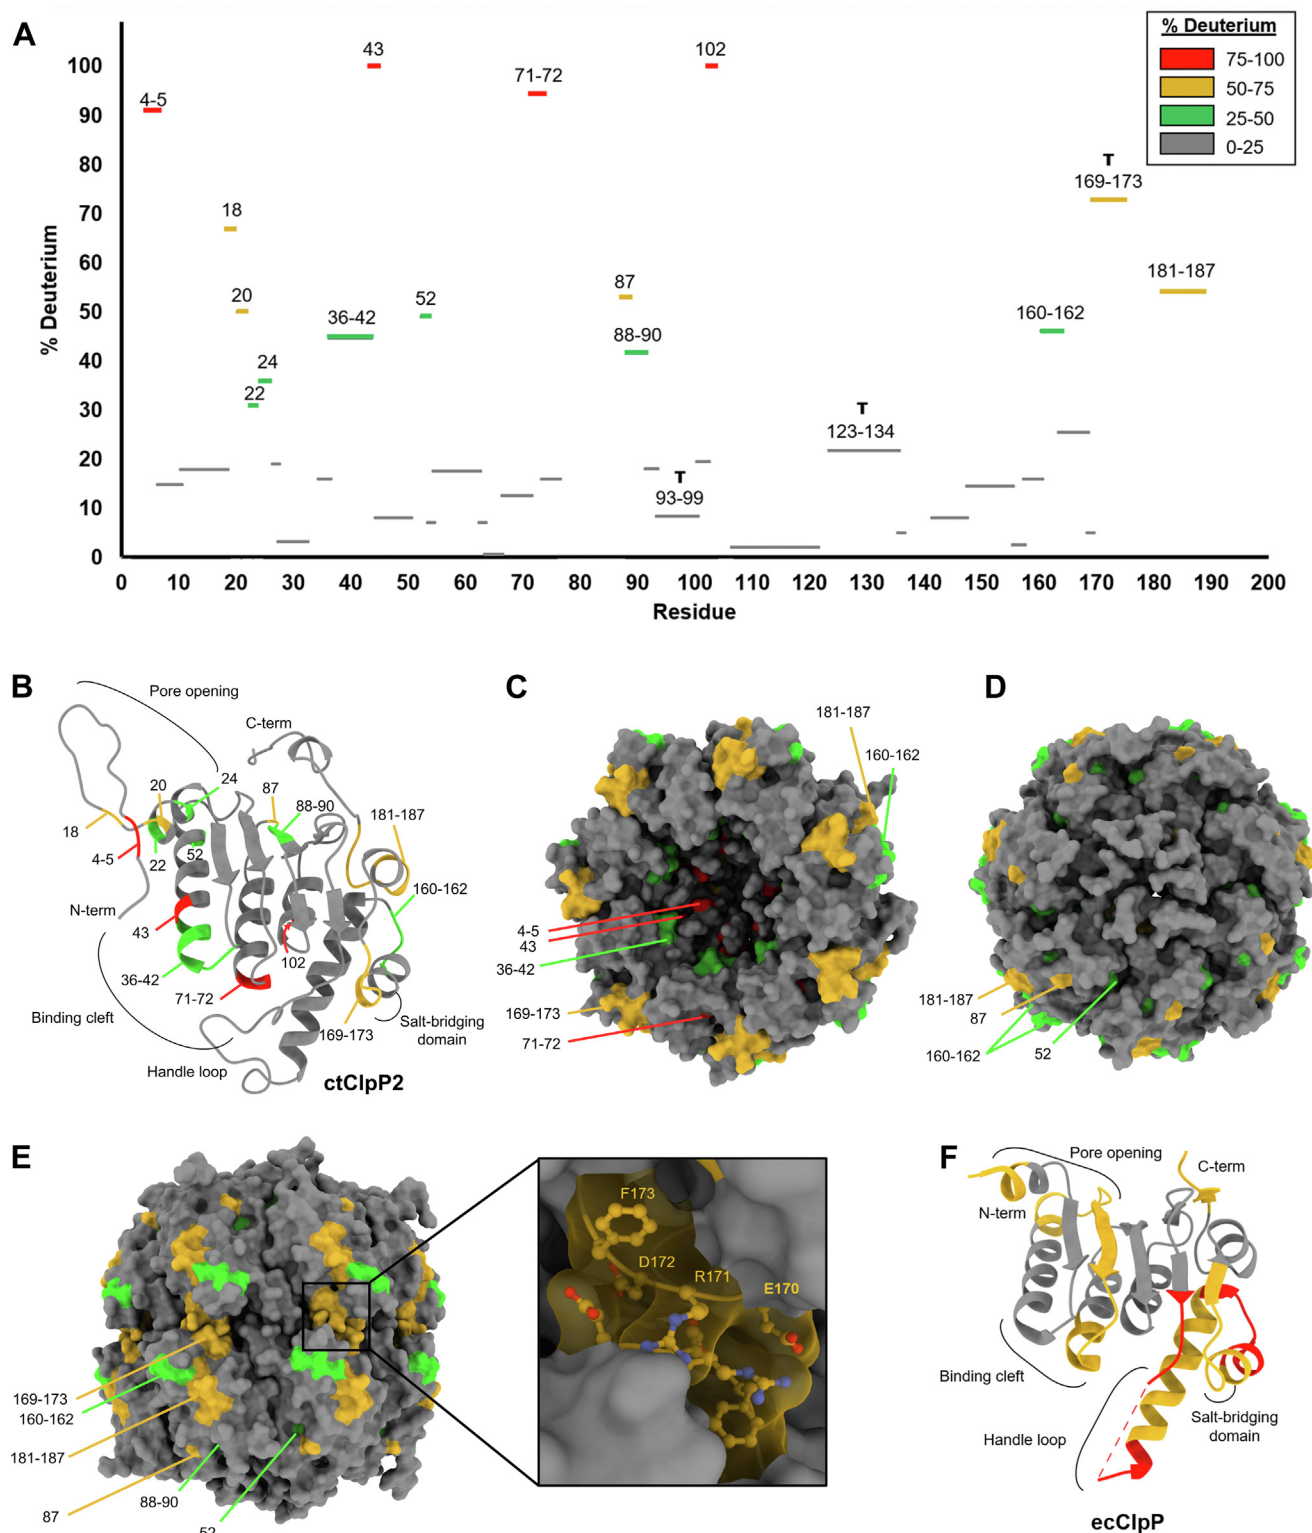 A
% Deuterium
75-100
50-75
25-50
0-25
% Deuterium
100
90
80
70
60
50
40
30
20
10
0
4-5
18
20
22
24
36-42
43
52
71-72
87
88-90
T
93-99
102
T
123-134
160-162
T
169-173
181-187
0 10 20 30 40 50 60 70 80 90 100 110 120 130 140 150 160 170 180 190 200
Residue
B
Pore opening
C-term
24
20
87
88-90
181-187
18
4-5
22
52
160-162
N-term
43
36-42
102
71-72
169-173
Binding cleft
Salt-bridging
domain
Handle loop
ctClpP2
C
181-187
160-162
4-5
43
36-42
169-173
71-72
D
181-187
87
160-162
52
E
169-173
160-162
181-187
88-90
87
52
F173
D172
R171
E170
F
Pore opening
C-term
N-term
Binding cleft
Handle loop
Salt-bridging
domain
ecClpP